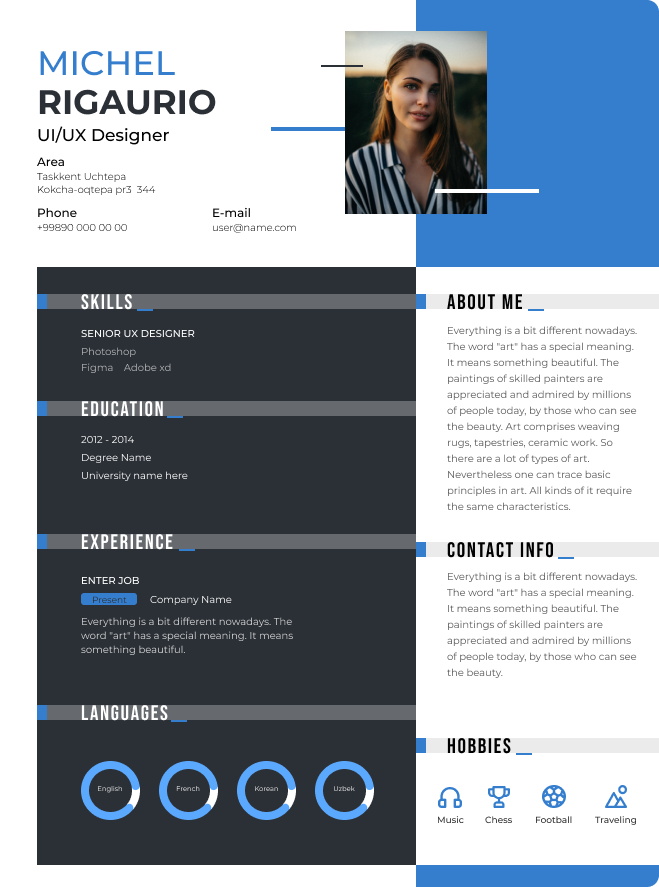 MICHEL
RIGAURIO
UI/UX Designer
Area
Taskkent Uchtepa
Kokcha-oqtepa pr3 344
Phone
+99890 000 00 00
E-mail
user@name.com
SKILLS
SENIOR UX DESIGNER
Photoshop
Figma Adobe xd
EDUCATION
2012 - 2014
Degree Name
University name here
EXPERIENCE
ENTER JOB
Present Company Name
Everything is a bit different nowadays. The
word "art" has a special meaning. It means
something beautiful.
LANGUAGES
English French Korean Uzbek
ABOUT ME
Everything is a bit different nowadays.
The word "art" has a special meaning.
It means something beautiful. The
paintings of skilled painters are
appreciated and admired by millions
of people today, by those who can see
the beauty. Art comprises weaving
rugs, tapestries, ceramic work. So
there are a lot of types of art.
Nevertheless one can trace basic
principles in art. All kinds of it require
the same characteristics.
CONTACT INFO
Everything is a bit different nowadays.
The word "art" has a special meaning.
It means something beautiful. The
paintings of skilled painters are
appreciated and admired by millions
of people today, by those who can see
the beauty.
HOBBIES
Music Chess Football Traveling